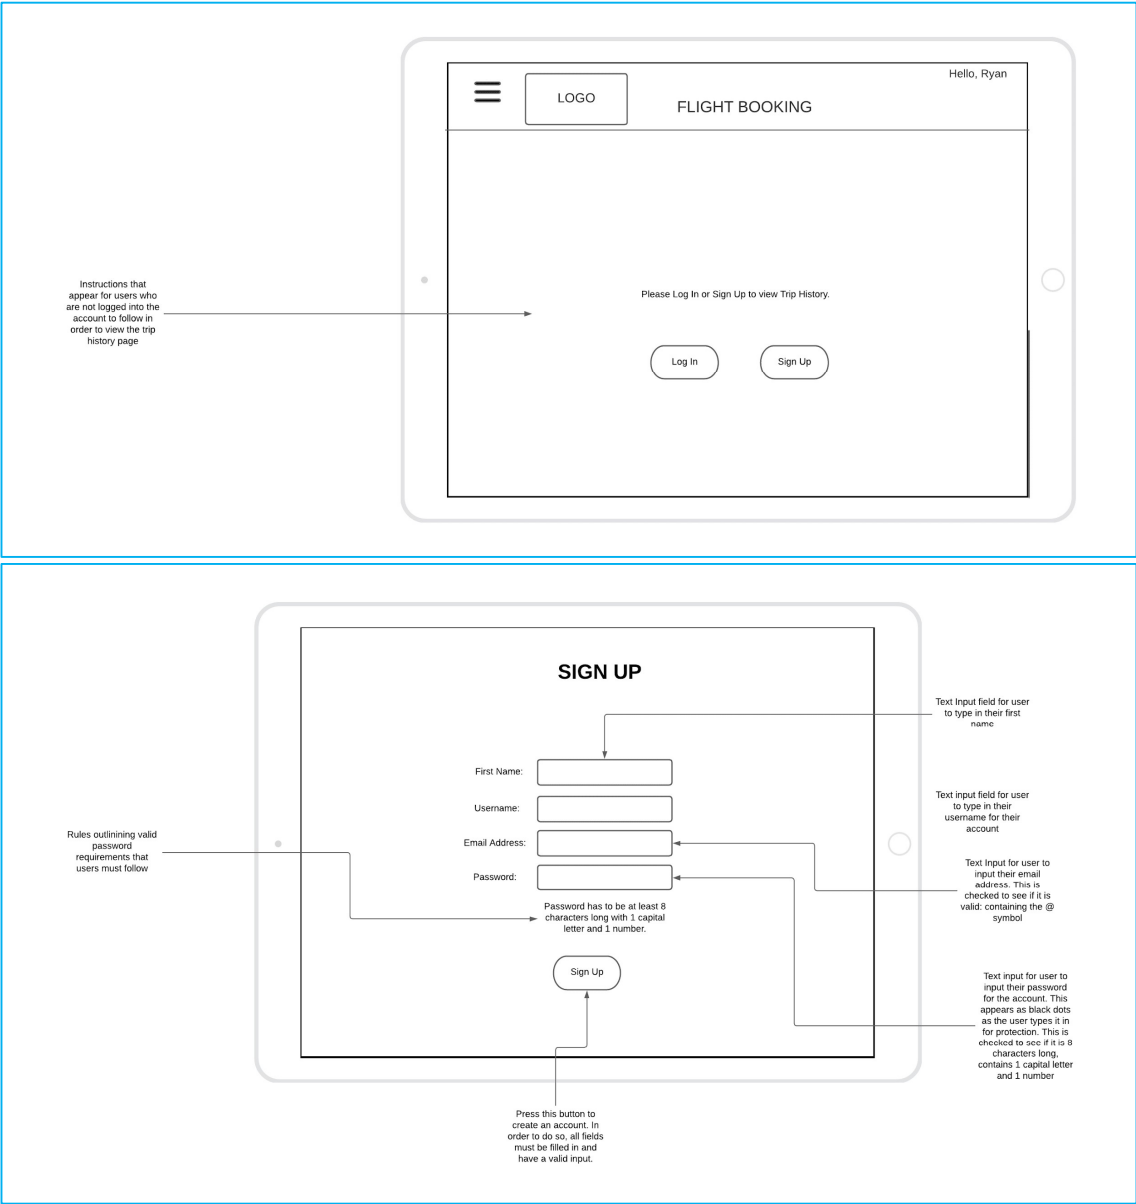 Hello, Ryan
LOGO
FLIGHT BOOKING
Instructions that
appear for users who
are not logged into the
account to follow in
order to view the trip
history page
Please Log In or Sign Up to view Trip History.
Log In
Sign Up
SIGN UP
Text Input field for user
to type in their first
name
First Name:
Username:
Email Address:
Password:
Text input field for user
to type in their
username for their
account
Rules outlinining valid
password
requirements that
users must follow
Text Input for user to
input their email
address. This is
checked to see if it is
valid: containing the @
symbol
Password has to be at least 8
characters long with 1 capital
letter and 1 number.
Sign Up
Text input for user to
input their password
for the account. This
appears as black dots
as the user types it in
for protection. This is
checked to see if it is 8
characters long,
contains 1 capital letter
and 1 number
Press this button to
create an account. In
order to do so, all fields
must be filled in and
have a valid input.